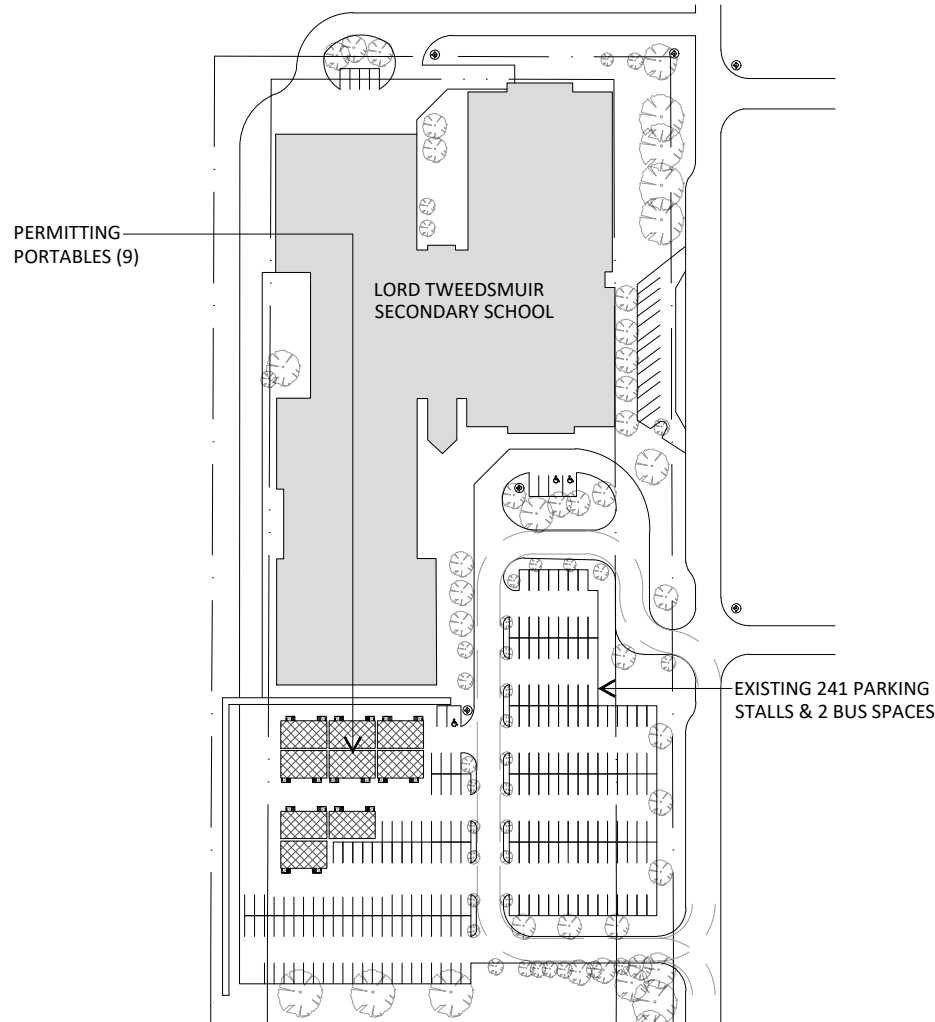 PERMITTING
PORTABLES (9)
LORD TWEEDSMUIR
SECONDARY SCHOOL
EXISTING 241 PARKING
STALLS & 2 BUS SPACES